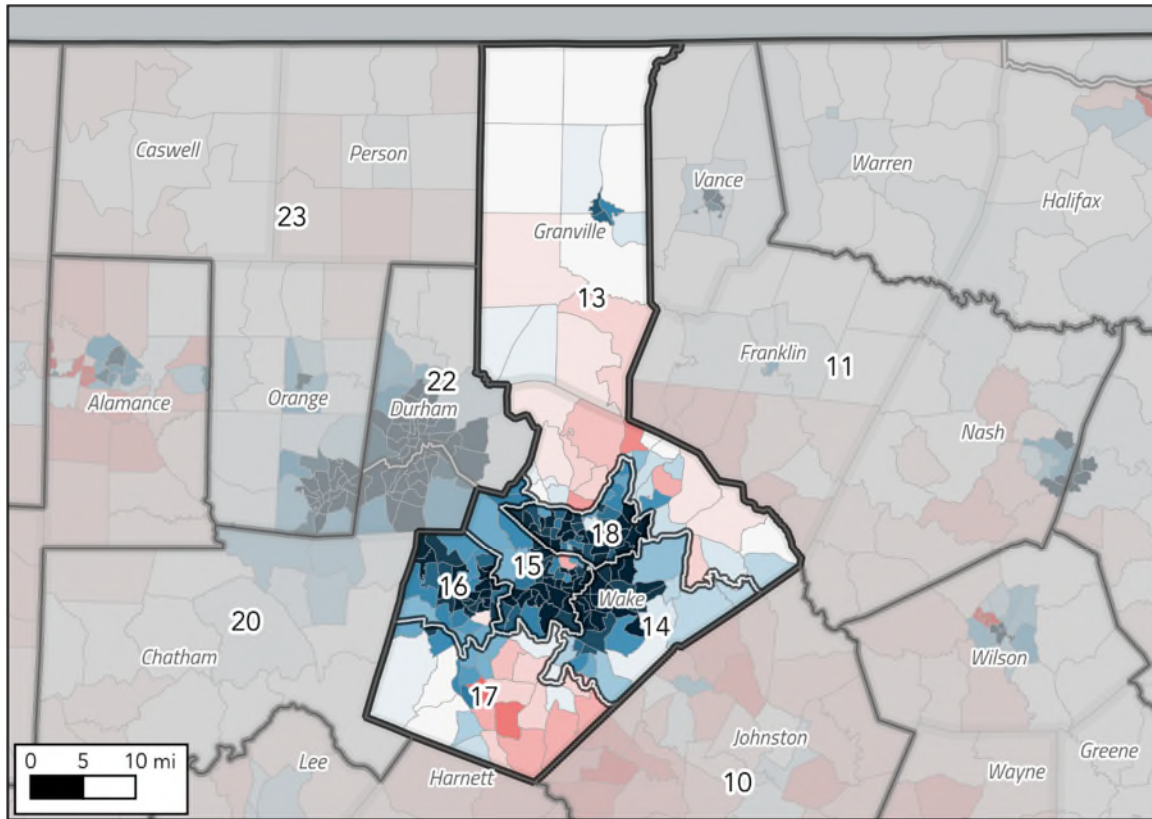 Caswell
Person
Vance
Warren
Halifax
23
Granville
13
Franklin
11
22
Alamance
Orange
Durham
Nash
18
15
16
Wake
14
20
Chatham
Wilson
17
Johnston
Greene
0 5 10 mi
Lee
Harnett
10
Wayne